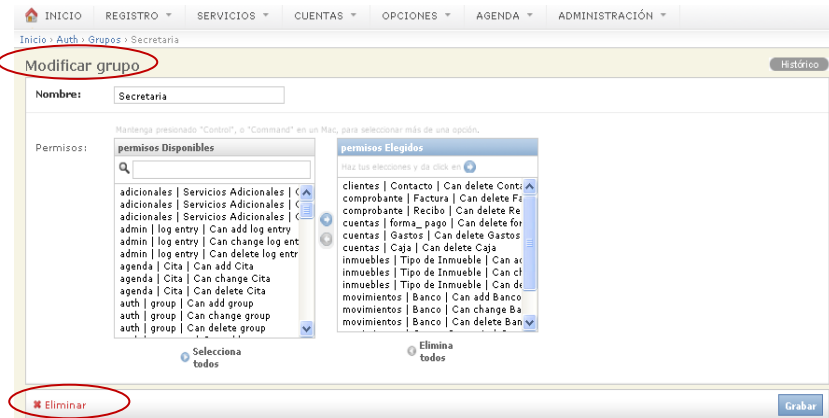 INICIO REGISTRO SERVICIOS CUENTAS OPCIONES AGENDA ADMINISTRACIÓN
Inicio › Auth › Grupos › Secretaria
Modificar grupo
Histórico
Nombre: Secretaria
Mantenga presionado "Control", o "Command" en un Mac, para seleccionar más de una opción.
Permisos:
permisos Disponibles
adicionales | Servicios Adicionales | C
adicionales | Servicios Adicionales | C
adicionales | Servicios Adicionales | C
admin | log entry | Can add log entry
admin | log entry | Can change log ent
admin | log entry | Can delete log entr
agenda | Cita | Can add Cita
agenda | Cita | Can change Cita
agenda | Cita | Can delete Cita
auth | group | Can add group
auth | group | Can change group
auth | group | Can delete group
Selecciona
todos
permisos Elegidos
Haz tus elecciones y da click en
clientes | Contacto | Can delete Conta
comprobante | Factura | Can delete Fa
comprobante | Recibo | Can delete Re
cuentas | forma_ pago | Can delete for
cuentas | Gastos | Can delete Gastos
cuentas | Caja | Can delete Caja
inmuebles | Tipo de Inmueble | Can ad
inmuebles | Tipo de Inmueble | Can ch
inmuebles | Tipo de Inmueble | Can de
movimientos | Banco | Can add Banco
movimientos | Banco | Can change Ba
movimientos | Banco | Can delete Ban
Elimina
todos
Eliminar
Grabar